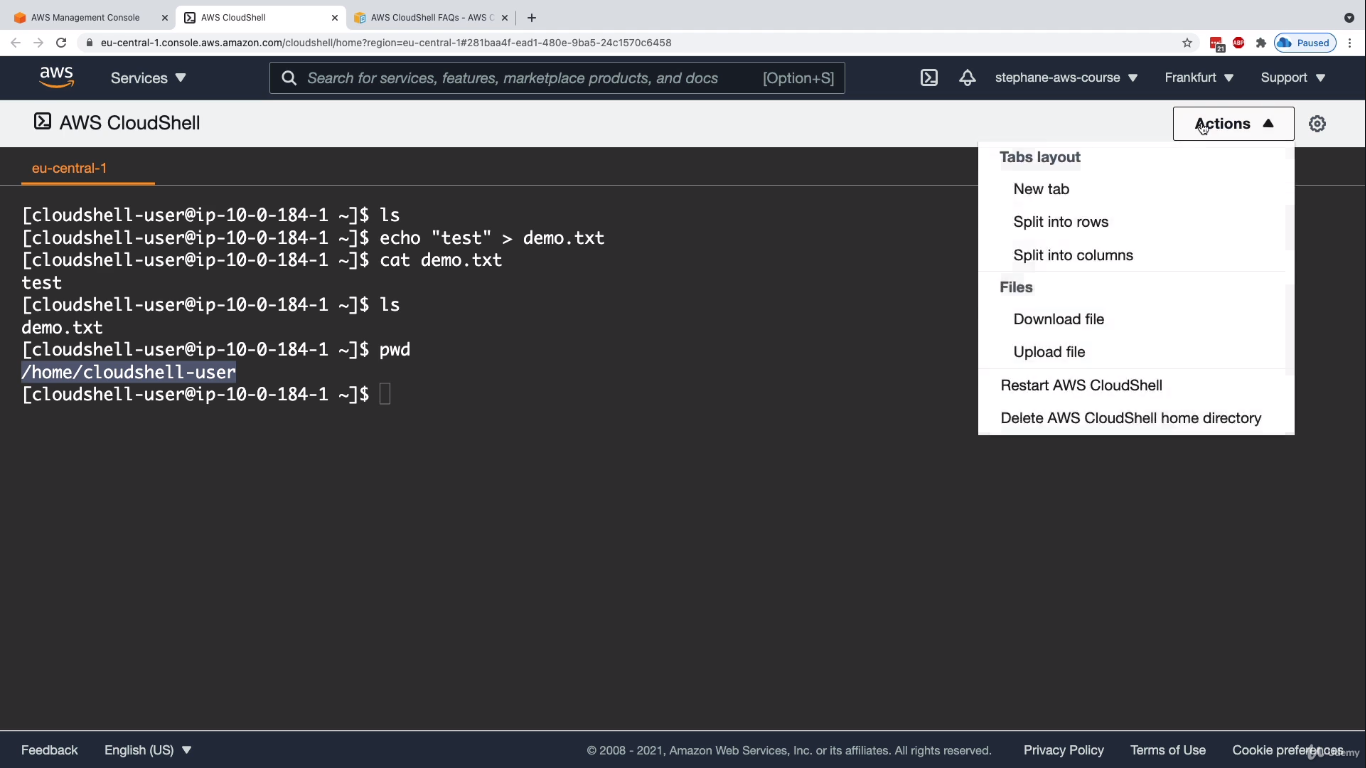 AWS Management Console
AWS CloudShell
AWS CloudShell FAQs - AWS C
eu-central-1.console.aws.amazon.com/cloudshell/home?region=eu-central-1#281baa4f-ead1-480e-9ba5-24c1570c6458
21
ABP
Paused
aws
Services
Search for services, features, marketplace products, and docs [Option+S]
stephane-aws-course
Frankfurt
Support
AWS CloudShell
Actions
eu-central-1
Tabs layout
New tab
Split into rows
Split into columns
Files
Download file
Upload file
Restart AWS CloudShell
Delete AWS CloudShell home directory
[cloudshell-user@ip-10-0-184-1 ~]$ ls
[cloudshell-user@ip-10-0-184-1 ~]$ echo "test" > demo.txt
[cloudshell-user@ip-10-0-184-1 ~]$ cat demo.txt
test
[cloudshell-user@ip-10-0-184-1 ~]$ ls
demo.txt
[cloudshell-user@ip-10-0-184-1 ~]$ pwd
/home/cloudshell-user
[cloudshell-user@ip-10-0-184-1 ~]$
Feedback
English (US)
© 2008 - 2021, Amazon Web Services, Inc. or its affiliates. All rights reserved.
Privacy Policy
Terms of Use
Cookie preferences
Udemy